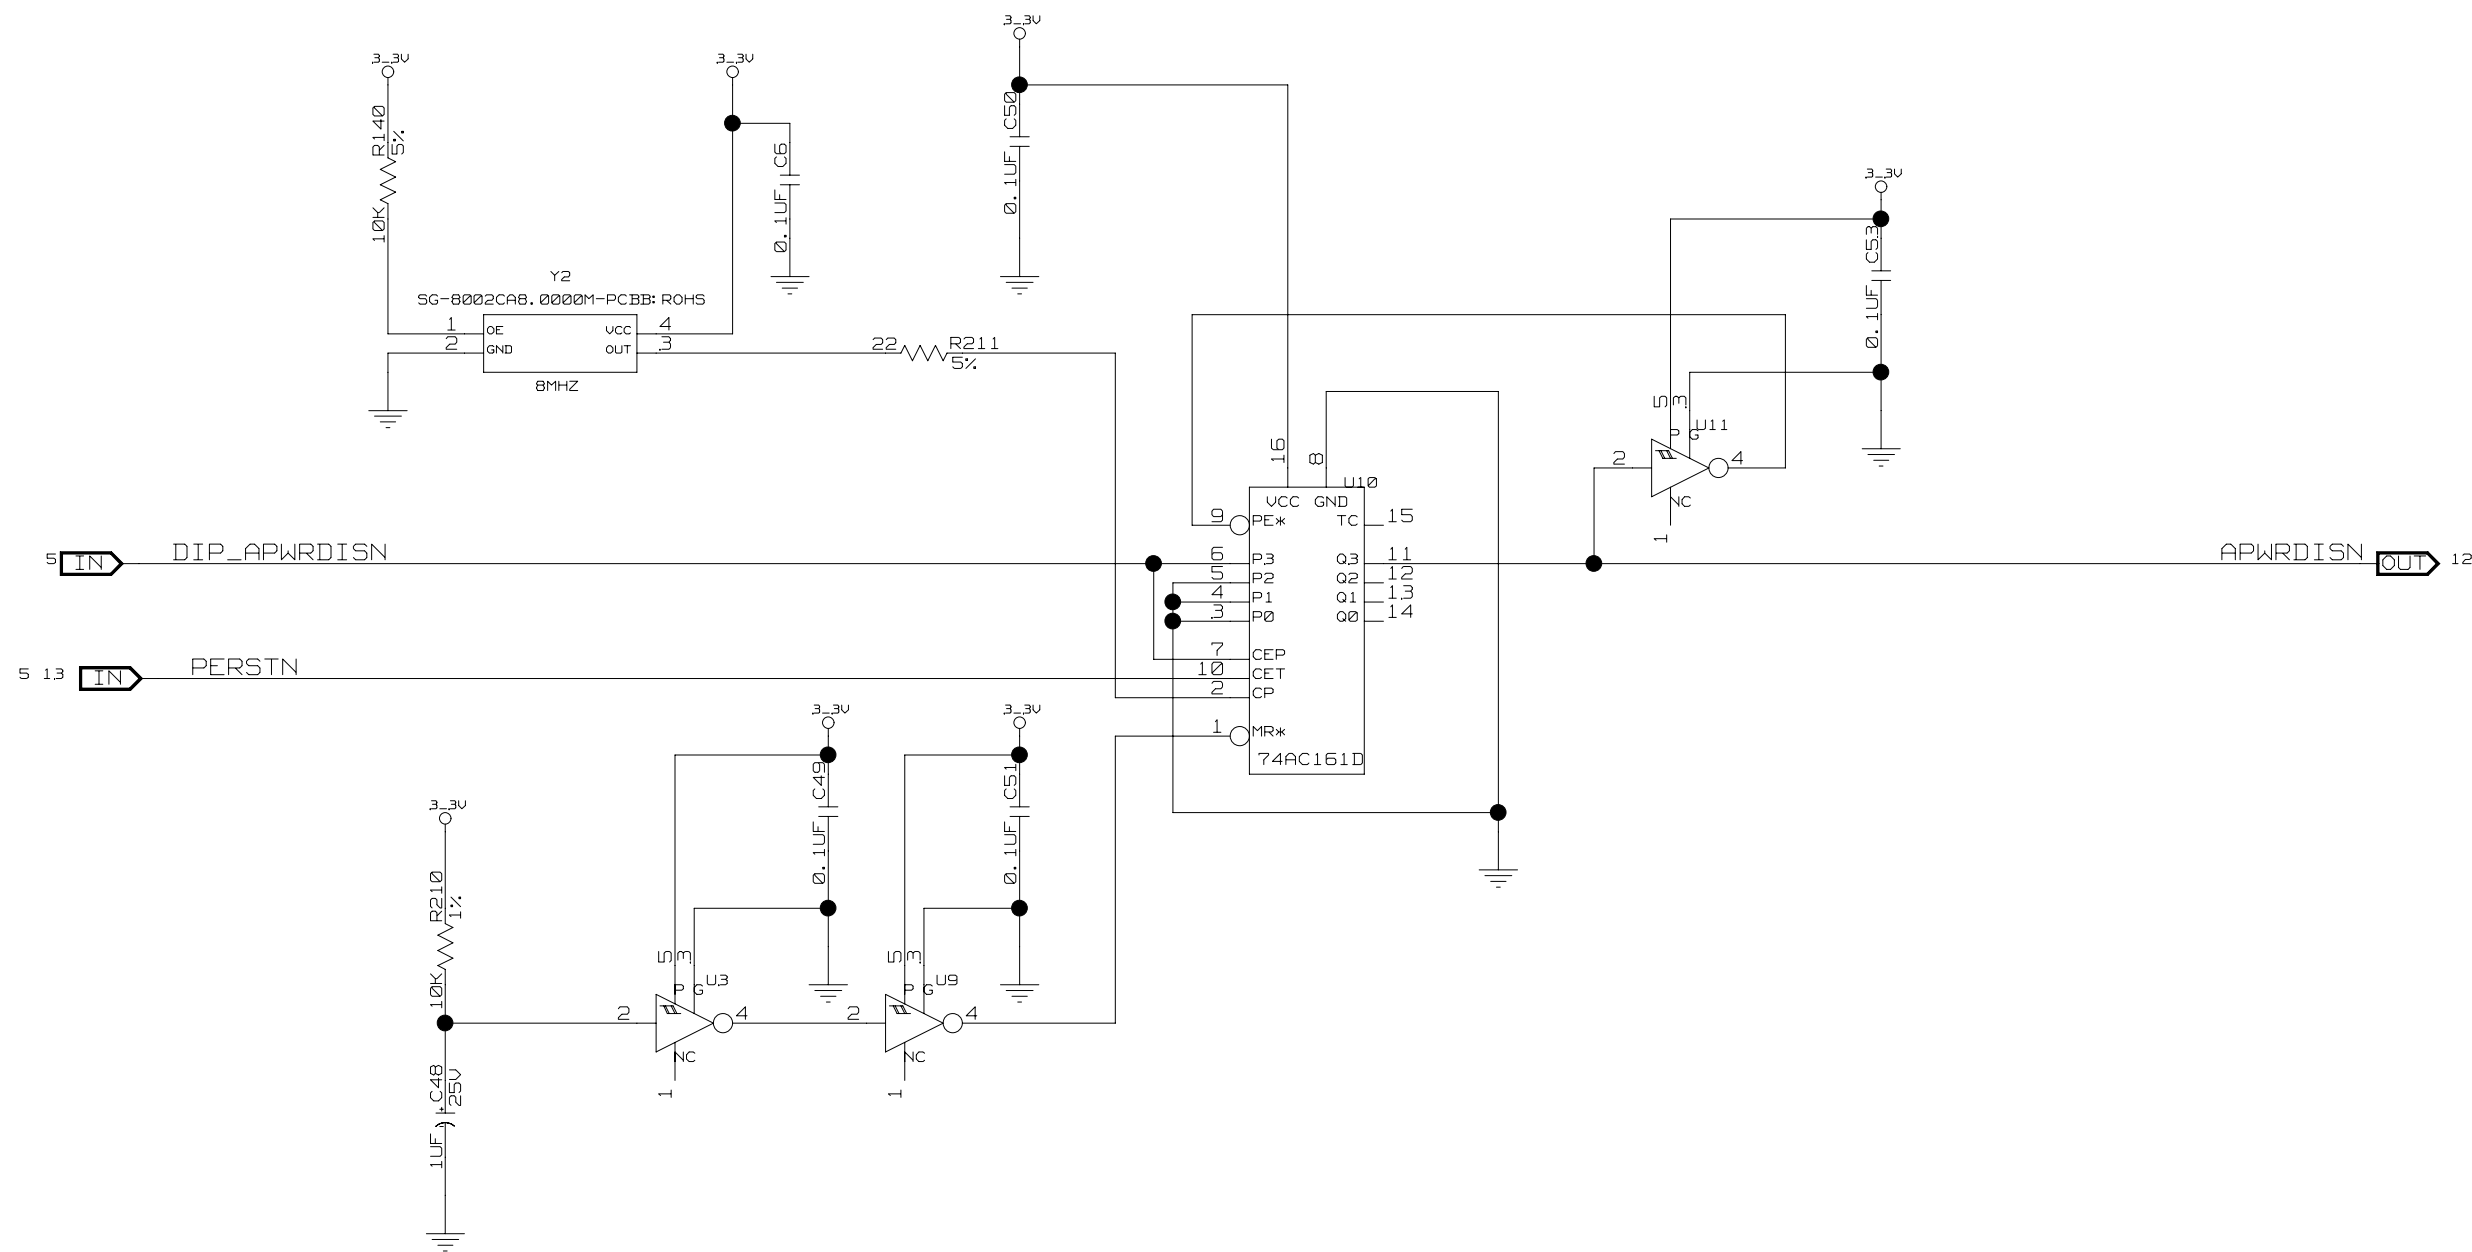 3_3V
3_3V
3_3V
R140
5%
10K
C6
0.1UF
C50
0.1UF
3_3V
C53
0.1UF
Y2
SG-8002CA8.0000M-PCBB:ROHS
1
OE
VCC
4
2
GND
OUT
3
8MHZ
22
R211
5%
5
3
P
G
U11
2
4
NC
1
16
8
U10
VCC
GND
9
PE*
TC
15
5
IN
DIP_APWRDISN
6
P3
Q3
11
APWRDISN
OUT
12
5
P2
Q2
12
4
P1
Q1
13
3
P0
Q0
14
5 13
IN
PERSTN
7
CEP
10
CET
2
CP
1
MR*
74AC161D
3_3V
3_3V
C49
0.1UF
C51
0.1UF
3_3V
R210
1%
10K
5
3
P
G
U3
2
4
NC
1
5
3
P
G
U9
2
4
NC
1
+
C48
25V
1UF